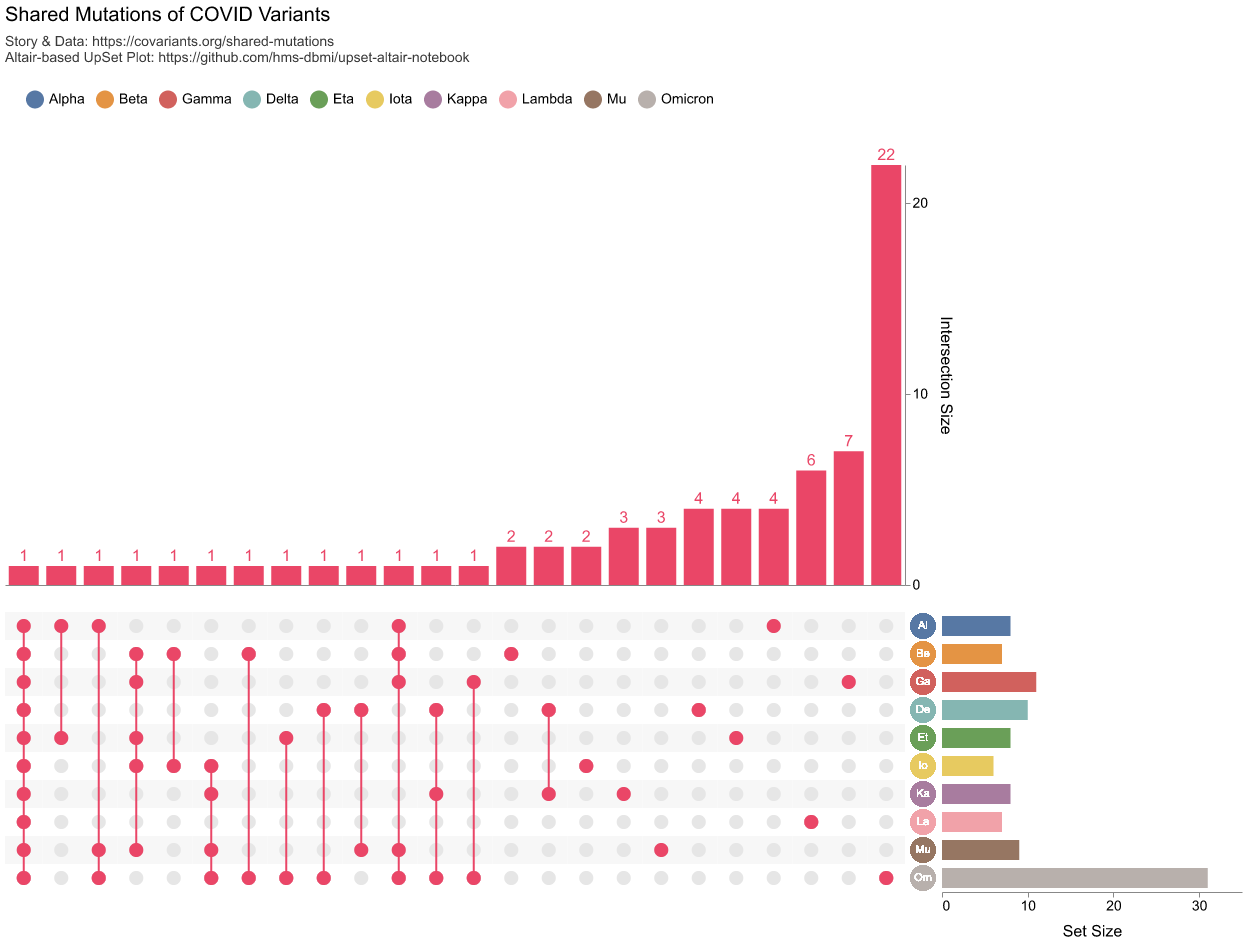 Shared Mutations of COVID Variants
Story & Data: https://covariants.org/shared-mutations
Altair-based UpSet Plot: https://github.com/hms-dbmi/upset-altair-notebook
Alpha Beta Gamma Delta Eta Iota Kappa Lambda Mu Omicron
22
20
Intersection Size
10
7
6
4 4 4
3 3
2 2 2
1 1 1 1 1 1 1 1 1 1 1 1 1
0
Al
Be
Ga
De
Et
Io
Ka
La
Mu
Om
0 10 20 30
Set Size